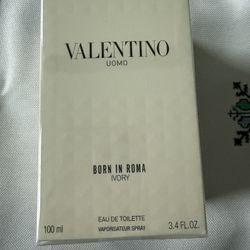 VALENTINO
UOMO
BORN IN ROMA
IVORY
EAU DE TOILETTE
100 ml VAPORISATEUR SPRAY 3.4 FL.OZ.